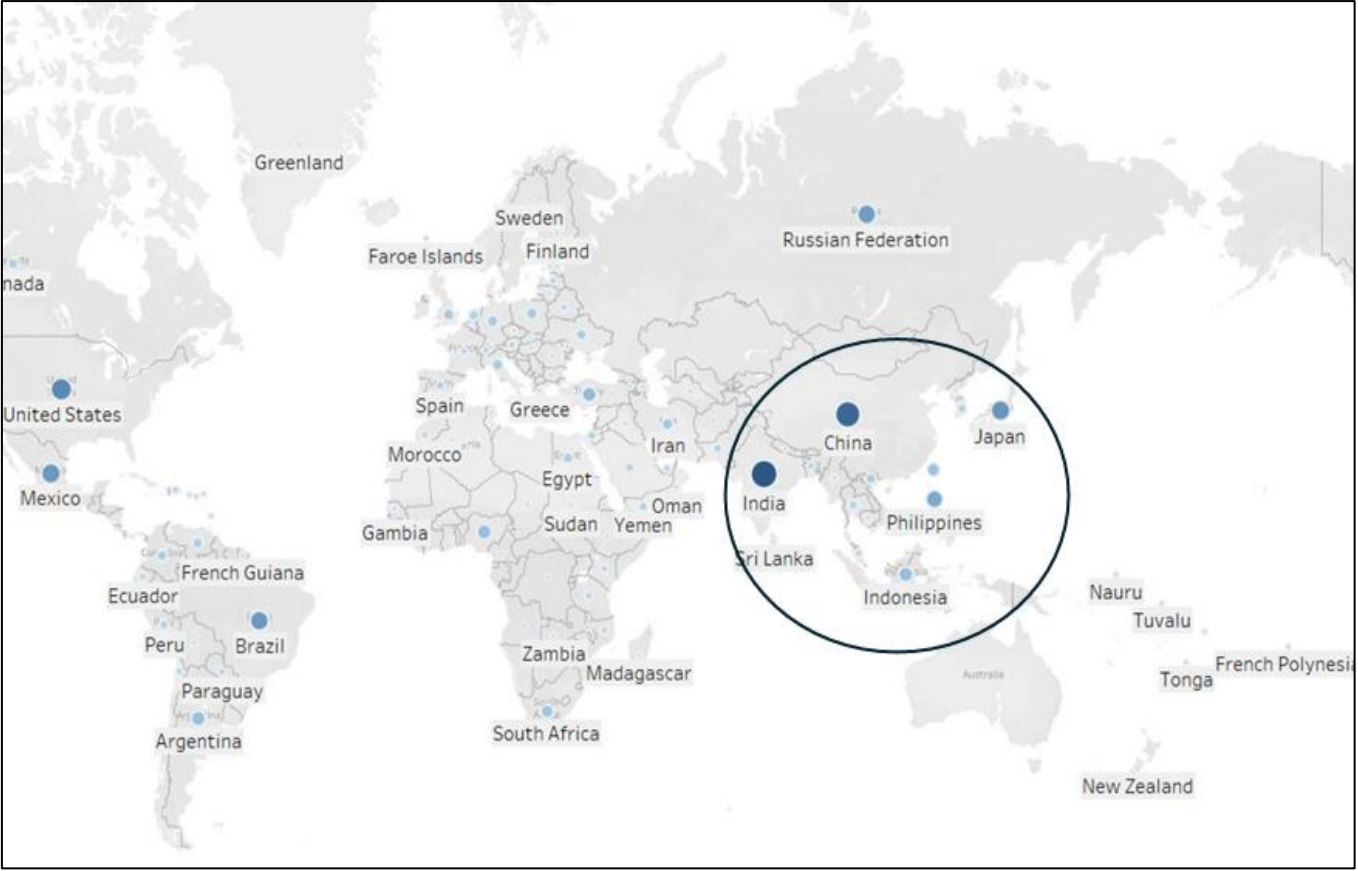 Greenland
Sweden
Finland
Faroe Islands
Russian Federation
nada
United States
Mexico
Spain
Greece
Morocco
Iran
Egypt
Oman
Gambia
Sudan
Yemen
China
Japan
India
Philippines
Sri Lanka
Indonesia
French Guiana
Ecuador
Peru
Brazil
Paraguay
Argentina
Zambia
Madagascar
South Africa
Nauru
Tuvalu
French Polynesia
Tonga
Australia
New Zealand